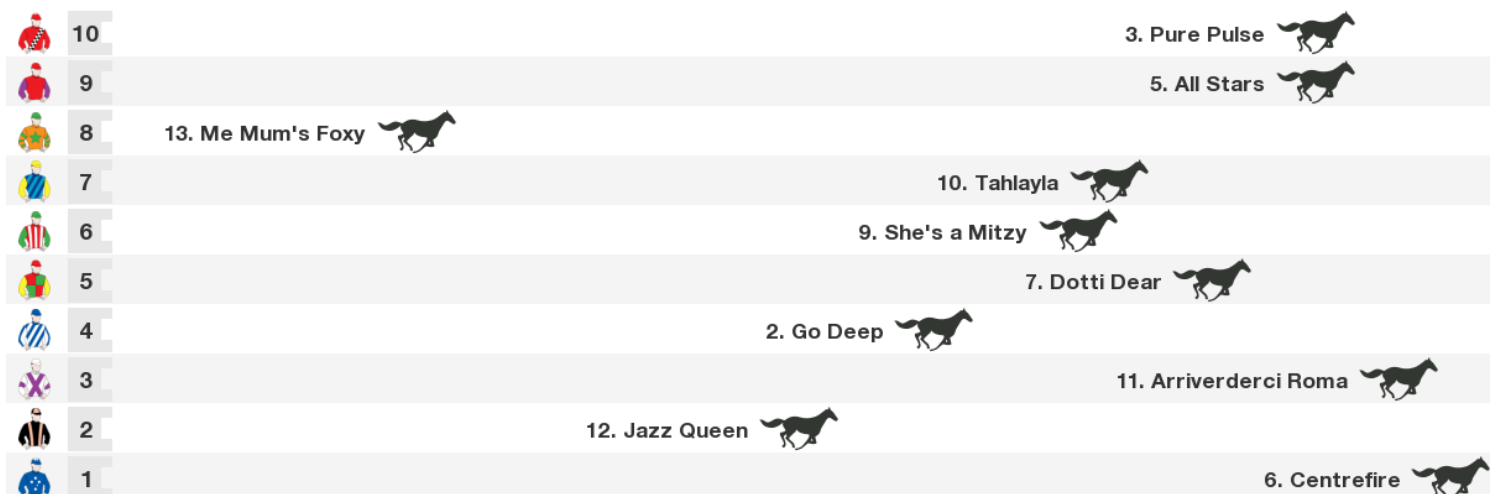 10 3. Pure Pulse
9 5. All Stars
8 13. Me Mum's Foxy
7 10. Tahlayla
6 9. She's a Mitzy
5 7. Dotti Dear
4 2. Go Deep
3 11. Arriverderci Roma
2 12. Jazz Queen
1 6. Centrefire